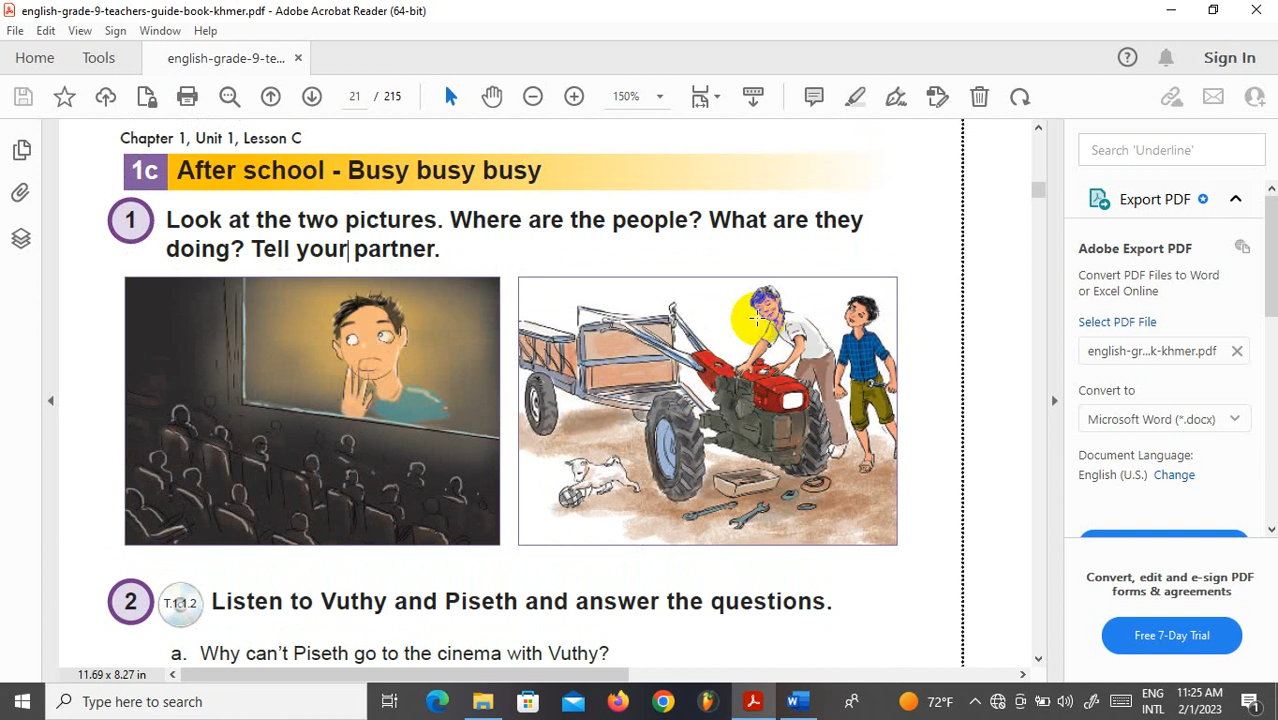 english-grade-9-teachers-guide-book-khmer.pdf - Adobe Acrobat Reader (64-bit)
File Edit View Sign Window Help
Home Tools english-grade-9-te... Sign In
21 / 215 150%
Search 'Underline'
Chapter 1, Unit 1, Lesson C
1c After school - Busy busy busy
1 Look at the two pictures. Where are the people? What are they
doing? Tell your partner.
2 T.1.1.2 Listen to Vuthy and Piseth and answer the questions.
a. Why can't Piseth go to the cinema with Vuthy?
11.69 x 8.27 in
Export PDF
Adobe Export PDF
Convert PDF Files to Word
or Excel Online
Select PDF File
english-gr...k-khmer.pdf
Convert to
Microsoft Word (*.docx)
Document Language:
English (U.S.) Change
Convert, edit and e-sign PDF
forms & agreements
Free 7-Day Trial
Type here to search
72°F
ENG
INTL
11:25 AM
2/1/2023
1